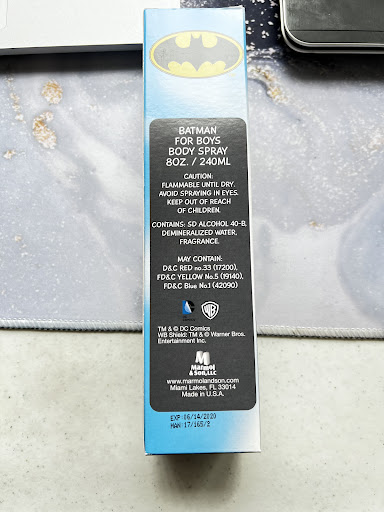 BATMAN
FOR BOYS
BODY SPRAY
8OZ. / 240ML
CAUTION:
FLAMMABLE UNTIL DRY.
AVOID SPRAYING IN EYES.
KEEP OUT OF REACH
OF CHILDREN.
CONTAINS: SD ALCOHOL 40-B,
DEMINERALIZED WATER,
FRAGRANCE.
MAY CONTAIN:
D&C RED no.33 (17200),
FD&C YELLOW No.5 (19140),
FD&C Blue No.1 (42090)
TM & © DC Comics
WB Shield: TM & © Warner Bros.
Entertainment Inc.
Marmol
& Son, LLC
www.marmolandson.com
Miami Lakes, FL 33014
Made in U.S.A.
EXP:06/14/2020
MAN:17/165/2